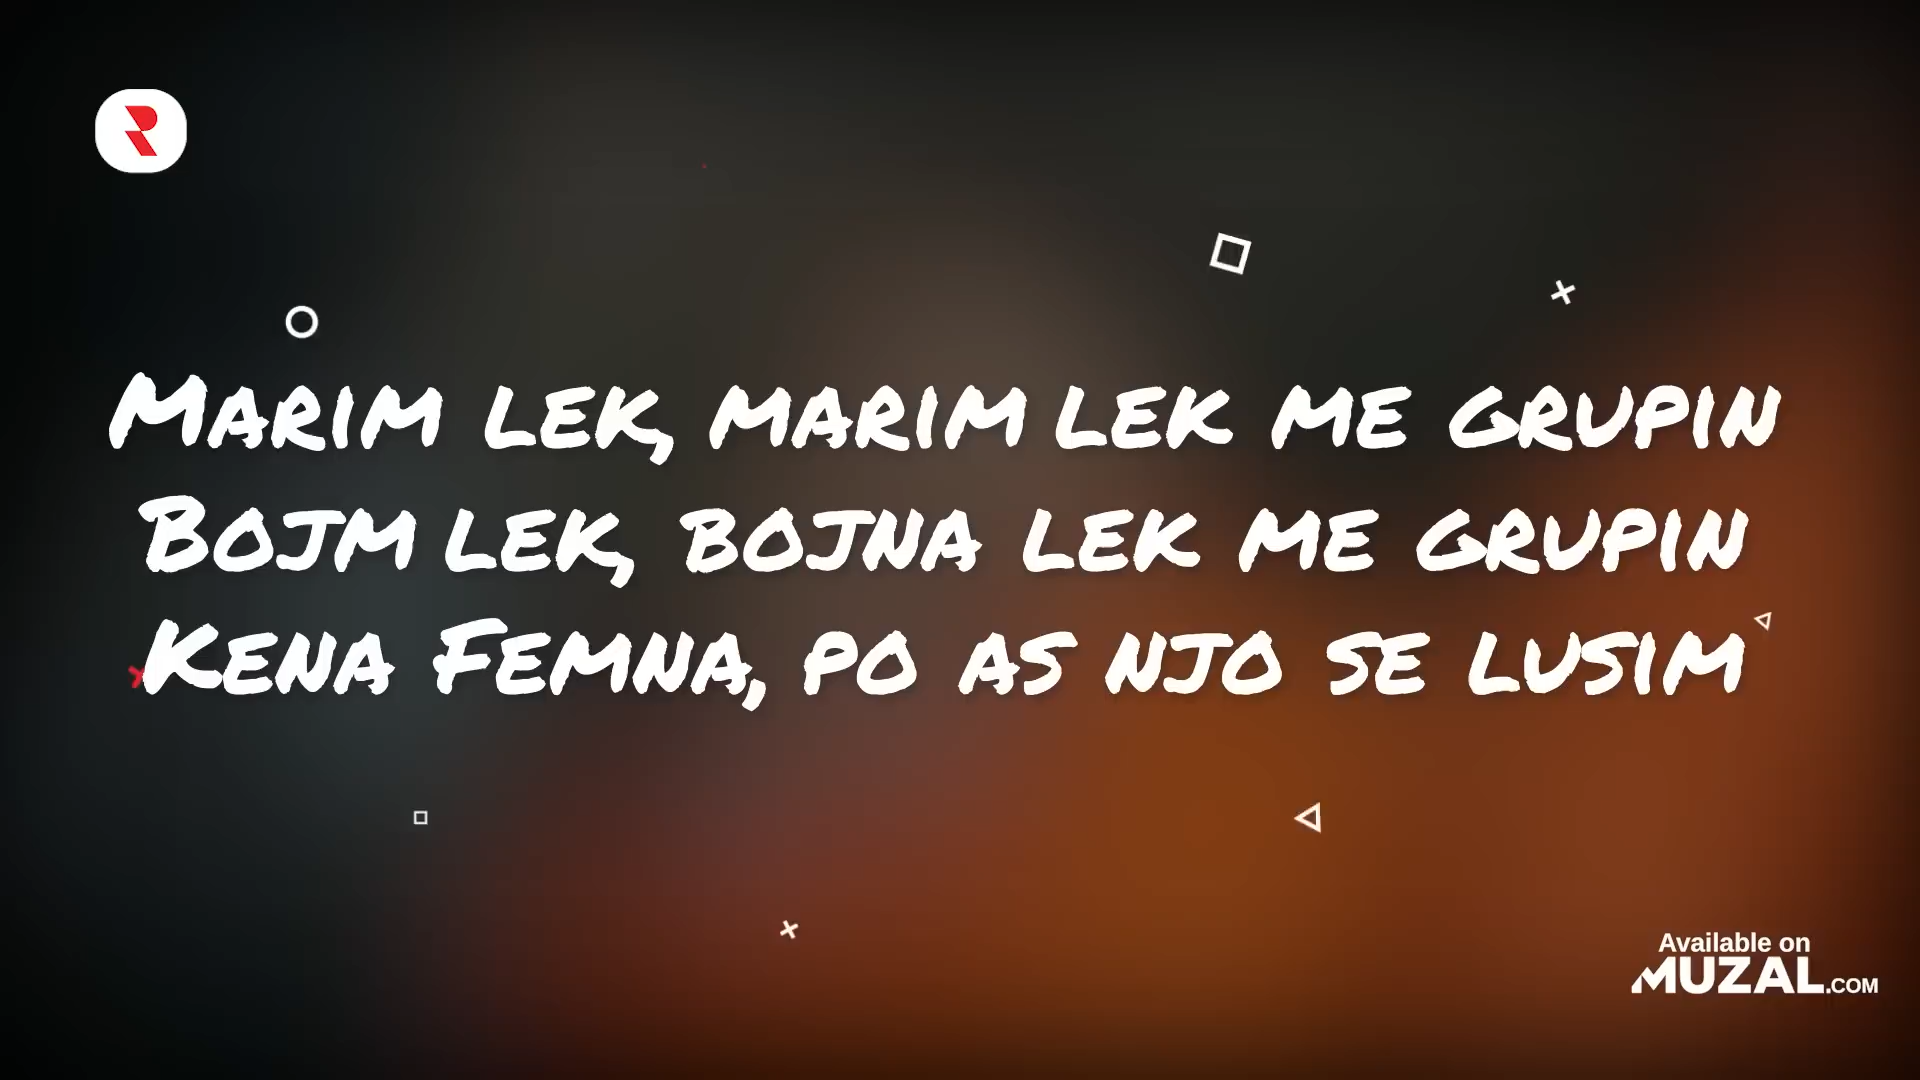 Marim lek, marim lek me grupin
Bojm lek, bojna lek me grupin
Kena Femna, po as njo se lusim
Available on
MUZAL.COM